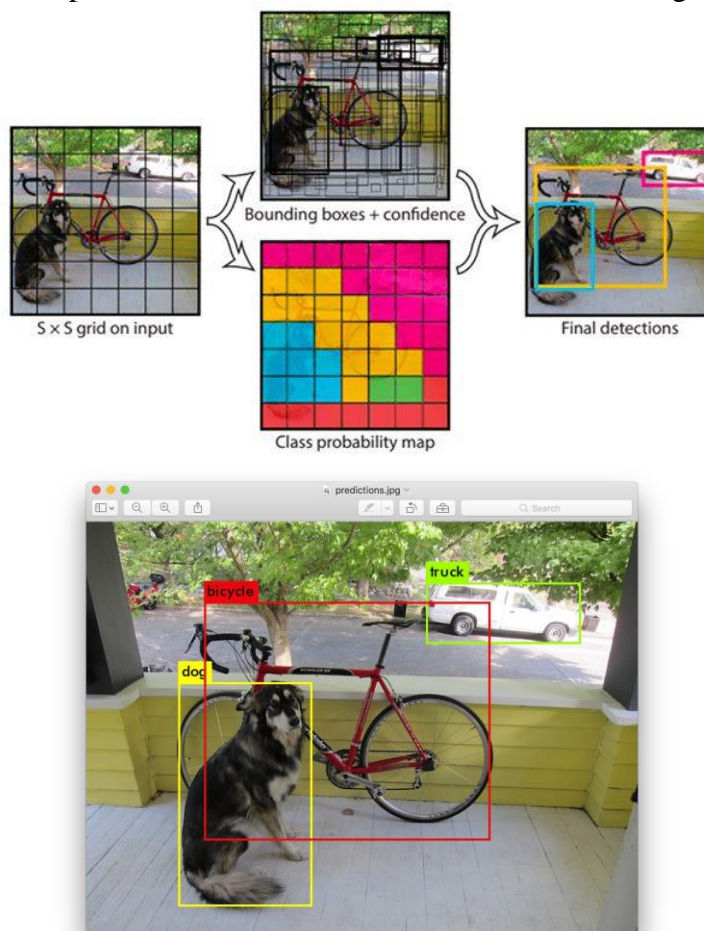 Bounding boxes + confidence
S × S grid on input
Final detections
Class probability map
predictions.jpg
Search
truck
bicycle
dog